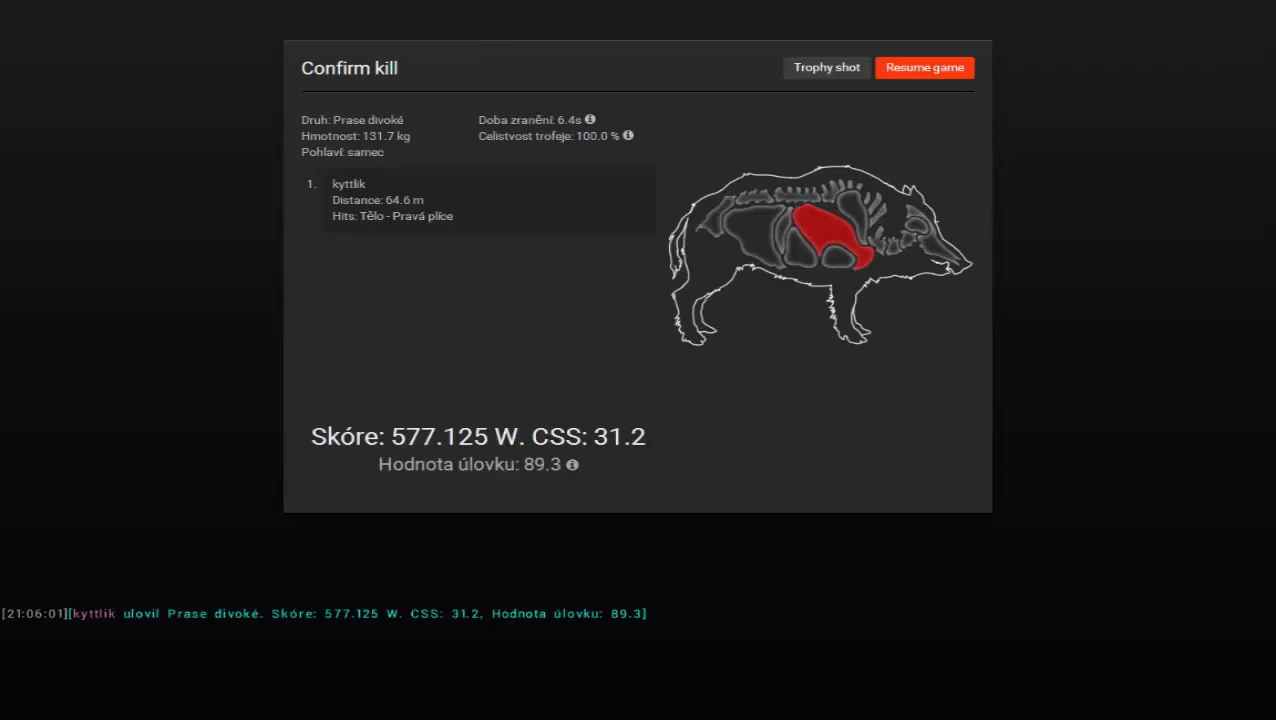 Confirm kill
Trophy shot
Resume game
Druh: Prase divoké
Hmotnost: 131.7 kg
Pohlaví: samec
Doba zranění: 6.4s
Celistvost trofeje: 100.0 %
1. kyttlik
Distance: 64.6 m
Hits: Tělo - Pravá plíce
Skóre: 577.125 W. CSS: 31.2
Hodnota úlovku: 89.3
[21:06:01][kyttlik ulovil Prase divoké. Skóre: 577.125 W. CSS: 31.2, Hodnota úlovku: 89.3]